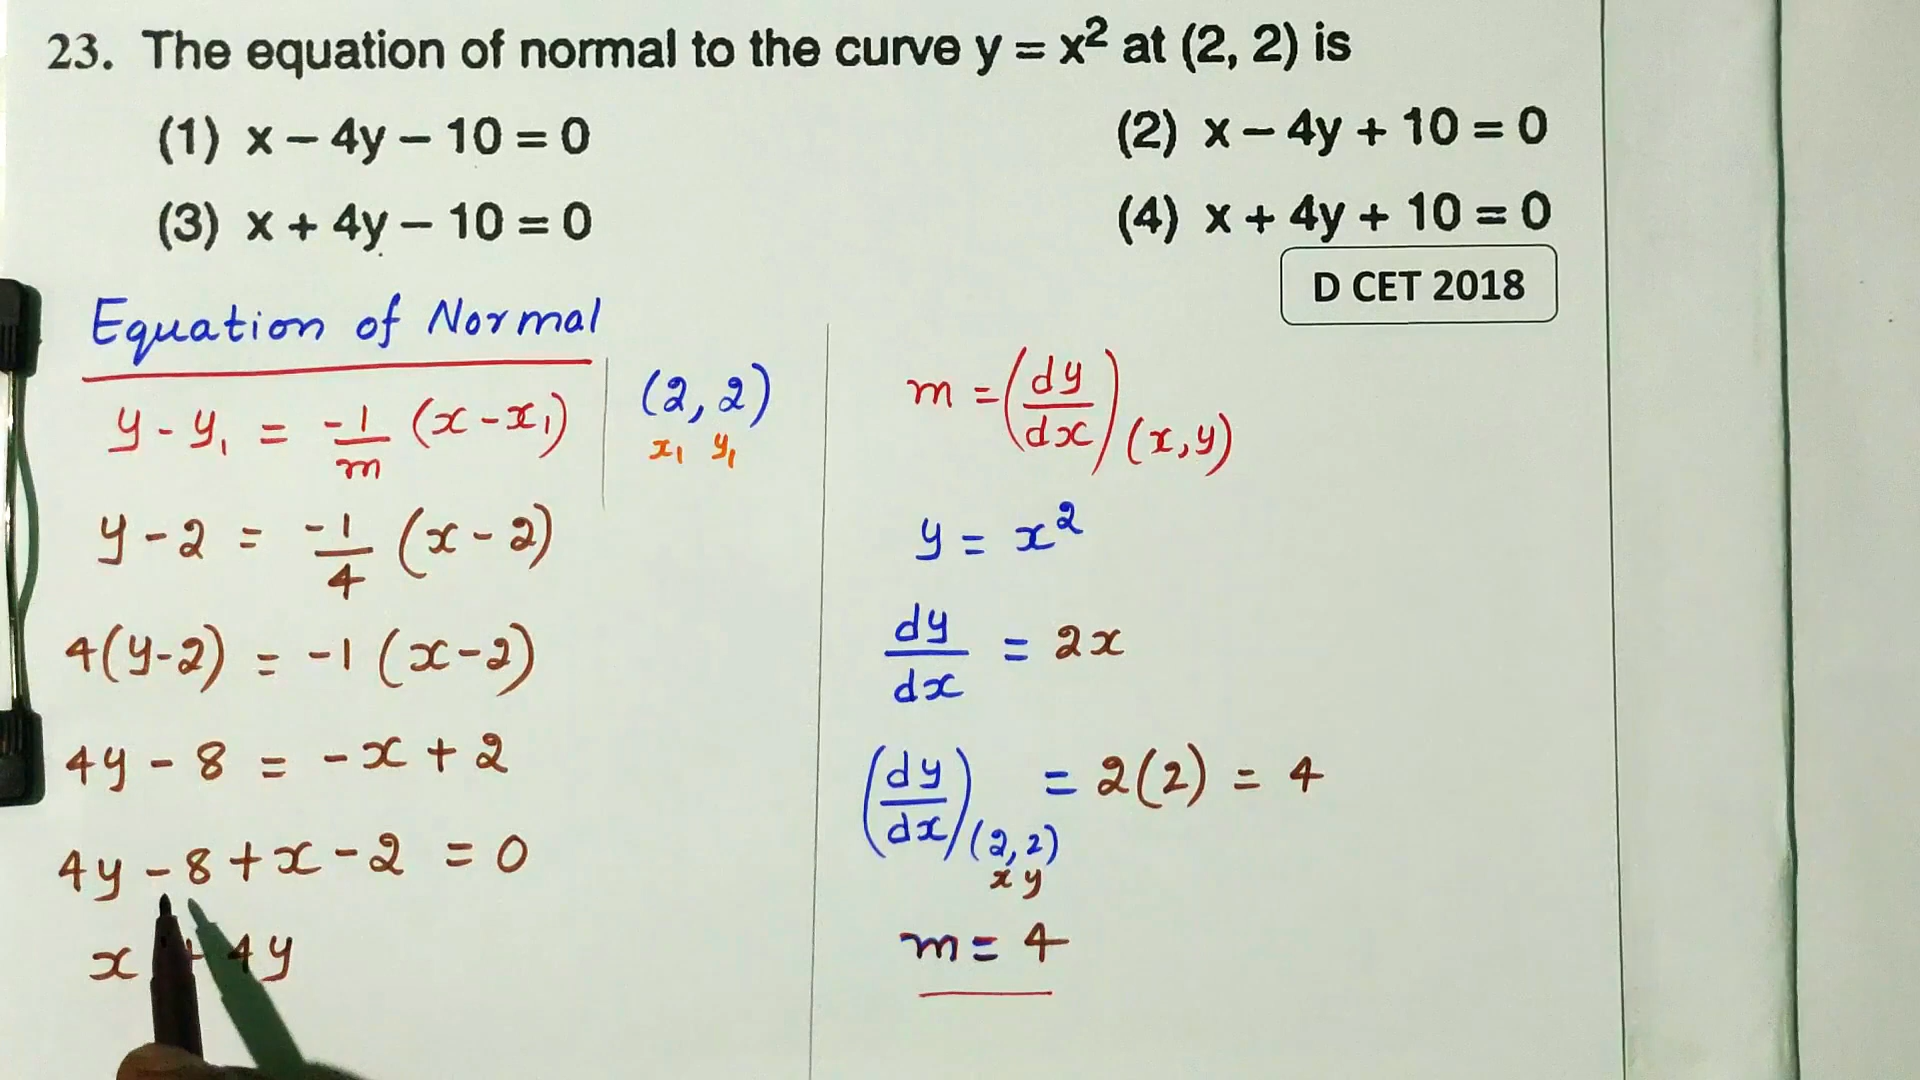 23. The equation of normal to the curve y = x² at (2, 2) is
(1) x – 4y – 10 = 0
(2) x – 4y + 10 = 0
(3) x + 4y – 10 = 0
(4) x + 4y + 10 = 0
D CET 2018
Equation of Normal
y - y₁ = -1/m (x - x₁)
(2, 2)
x₁ y₁
y - 2 = -1/4 (x - 2)
4(y-2) = -1 (x-2)
4y - 8 = -x + 2
4y - 8 + x - 2 = 0
x + 4y
m = (dy/dx)(x,y)
y = x²
dy/dx = 2x
(dy/dx)(2,2) = 2(2) = 4
x y
m = 4